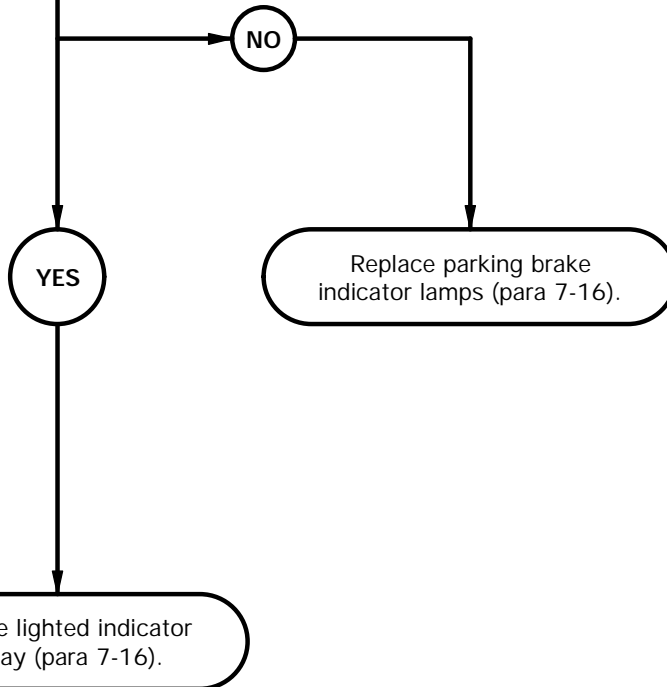 NO
YES
Replace parking brake
indicator lamps (para 7-16).
e lighted indicator
ay (para 7-16).